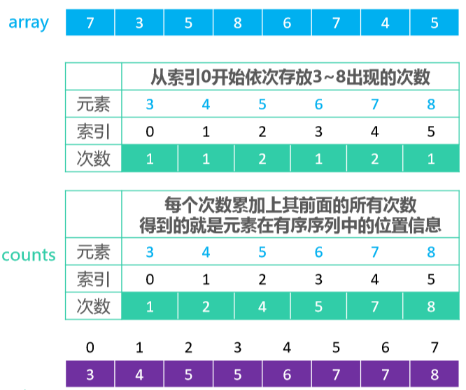 array 7 3 5 8 6 7 4 5
从索引0开始依次存放3~8出现的次数
元素 3 4 5 6 7 8
索引 0 1 2 3 4 5
次数 1 1 2 1 2 1
每个次数累加上其前面的所有次数
得到的就是元素在有序序列中的位置信息
counts
元素 3 4 5 6 7 8
索引 0 1 2 3 4 5
次数 1 2 4 5 7 8
0 1 2 3 4 5 6 7
3 4 5 5 6 7 7 8